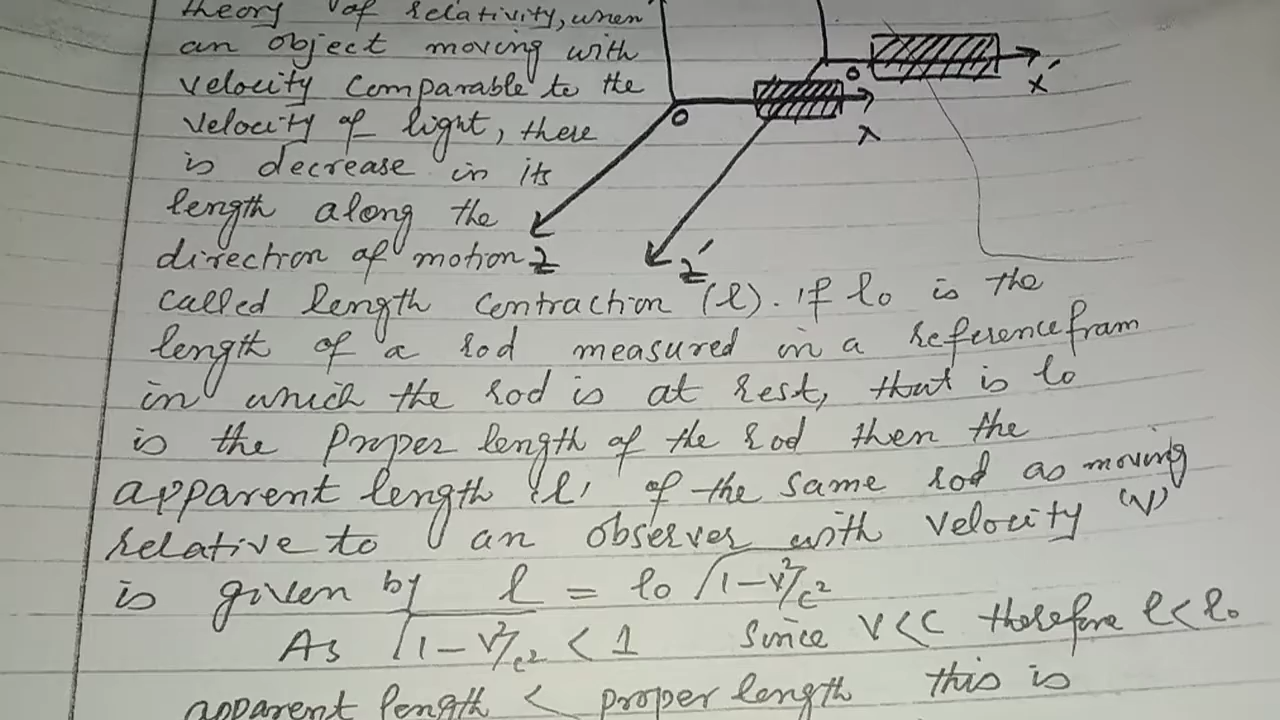 theory of relativity, when
an object moving with
velocity comparable to the
velocity of light, there
is decrease in its
length along the
direction of motion
o
x
o
x'
z
z'
called length contraction (l). If lo is the
length of a rod measured in a reference fram
in which the rod is at rest, that is lo
is the proper length of the rod then the
apparent length 'l' of the same rod as moving
relative to an observer with velocity (v)
is given by l = lo √1-v²/c²
As √1-v²/c² < 1 Since v<c therefore l<lo
apparent length < proper length this is